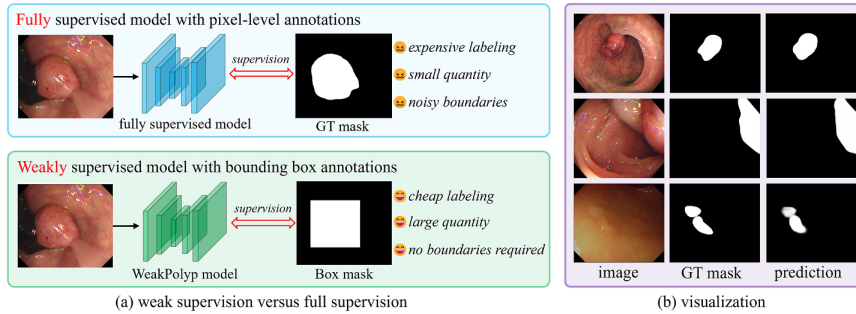 Fully supervised model with pixel-level annotations
supervision
expensive labeling
small quantity
noisy boundaries
fully supervised model
GT mask
Weakly supervised model with bounding box annotations
supervision
cheap labeling
large quantity
no boundaries required
WeakPolyp model
Box mask
(a) weak supervision versus full supervision
image
GT mask
prediction
(b) visualization